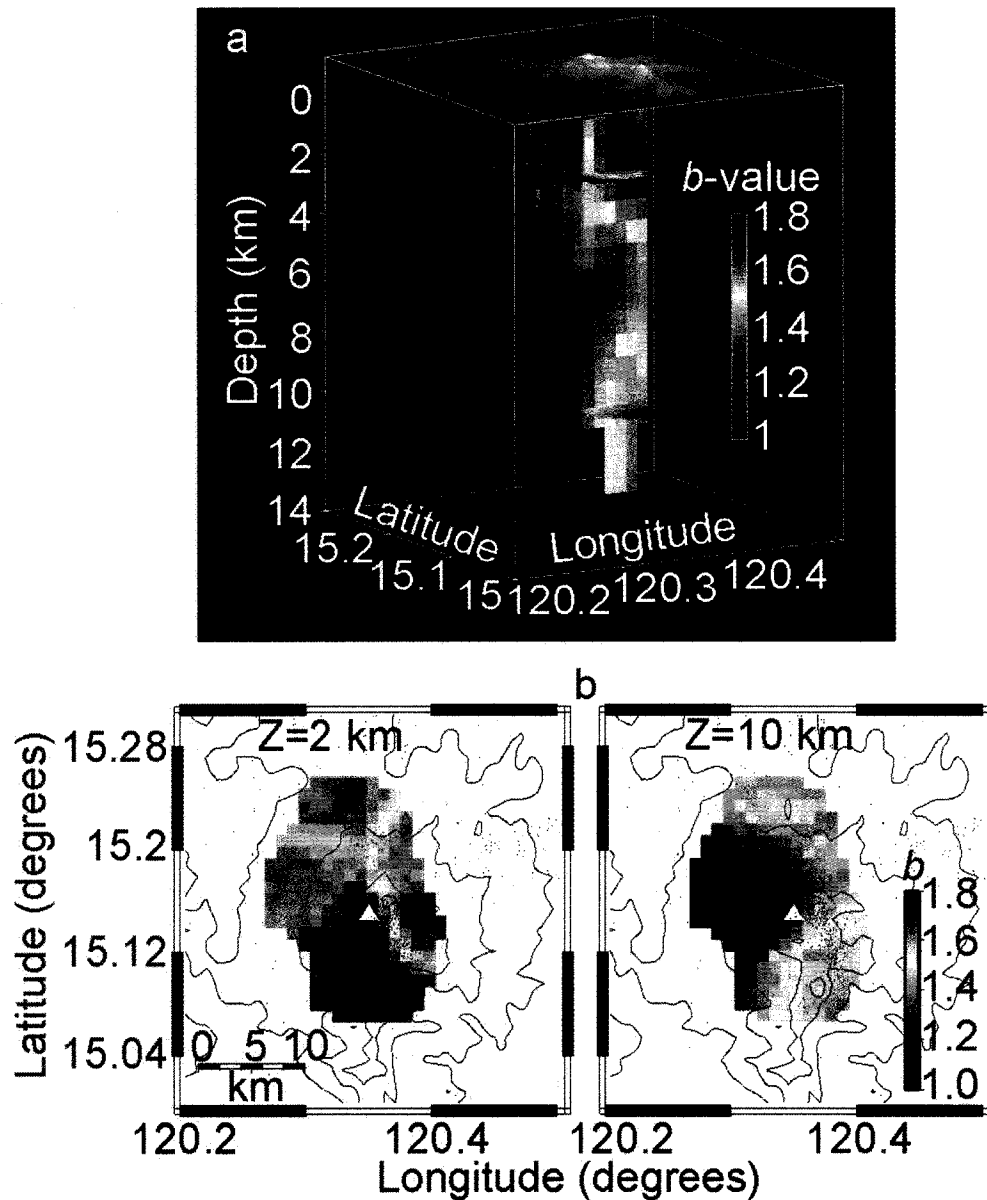 a
0
2
4
6
8
10
12
14
Depth (km)
b-value
1.8
1.6
1.4
1.2
1
Latitude
Longitude
15.2
15.1
15
120.2
120.3
120.4
b
Z=2 km
Z=10 km
15.28
15.2
15.12
15.04
Latitude (degrees)
0 5 10
km
b
1.8
1.6
1.4
1.2
1.0
120.2
120.4
120.2
120.4
Longitude (degrees)